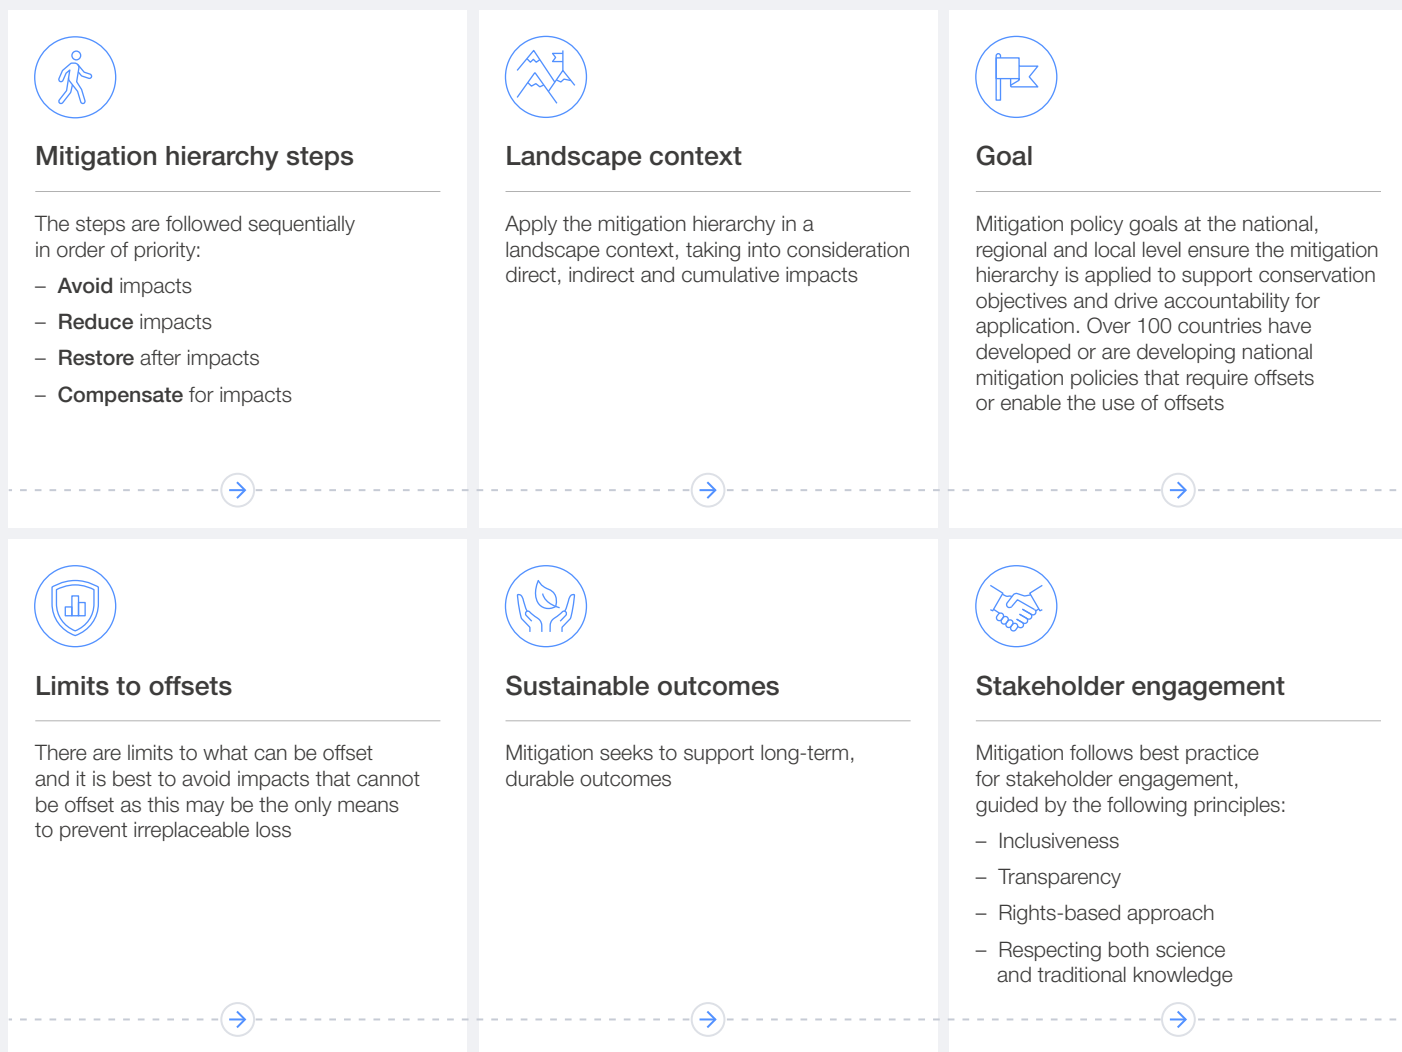 Mitigation hierarchy steps
The steps are followed sequentially
in order of priority:
– Avoid impacts
– Reduce impacts
– Restore after impacts
– Compensate for impacts
Landscape context
Apply the mitigation hierarchy in a
landscape context, taking into consideration
direct, indirect and cumulative impacts
Goal
Mitigation policy goals at the national,
regional and local level ensure the mitigation
hierarchy is applied to support conservation
objectives and drive accountability for
application. Over 100 countries have
developed or are developing national
mitigation policies that require offsets
or enable the use of offsets
Limits to offsets
There are limits to what can be offset
and it is best to avoid impacts that cannot
be offset as this may be the only means
to prevent irreplaceable loss
Sustainable outcomes
Mitigation seeks to support long-term,
durable outcomes
Stakeholder engagement
Mitigation follows best practice
for stakeholder engagement,
guided by the following principles:
– Inclusiveness
– Transparency
– Rights-based approach
– Respecting both science
and traditional knowledge